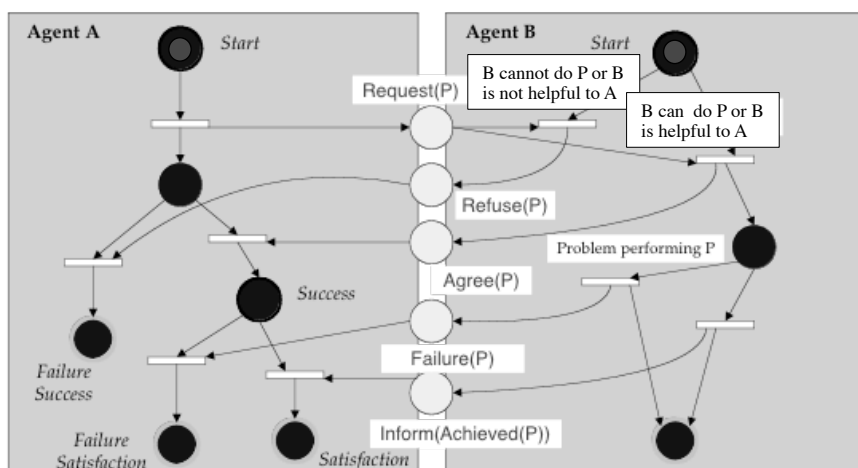 Agent A
Start
Agent B
Start
B cannot do P or B
is not helpful to A
Request(P)
B can do P or B
is helpful to A
Refuse(P)
Problem performing P
Agree(P)
Success
Failure(P)
Failure
Success
Inform(Achieved(P))
Failure
Satisfaction
Satisfaction